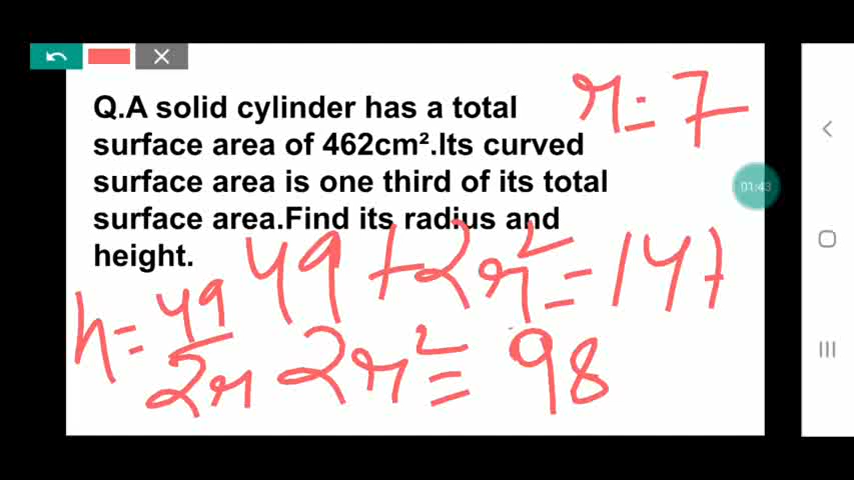 Q.A solid cylinder has a total
surface area of 462cm².Its curved
surface area is one third of its total
surface area.Find its radius and
height.
r = 7
49 + 2r² = 147
h = 49/2r
2r² = 98
01:43